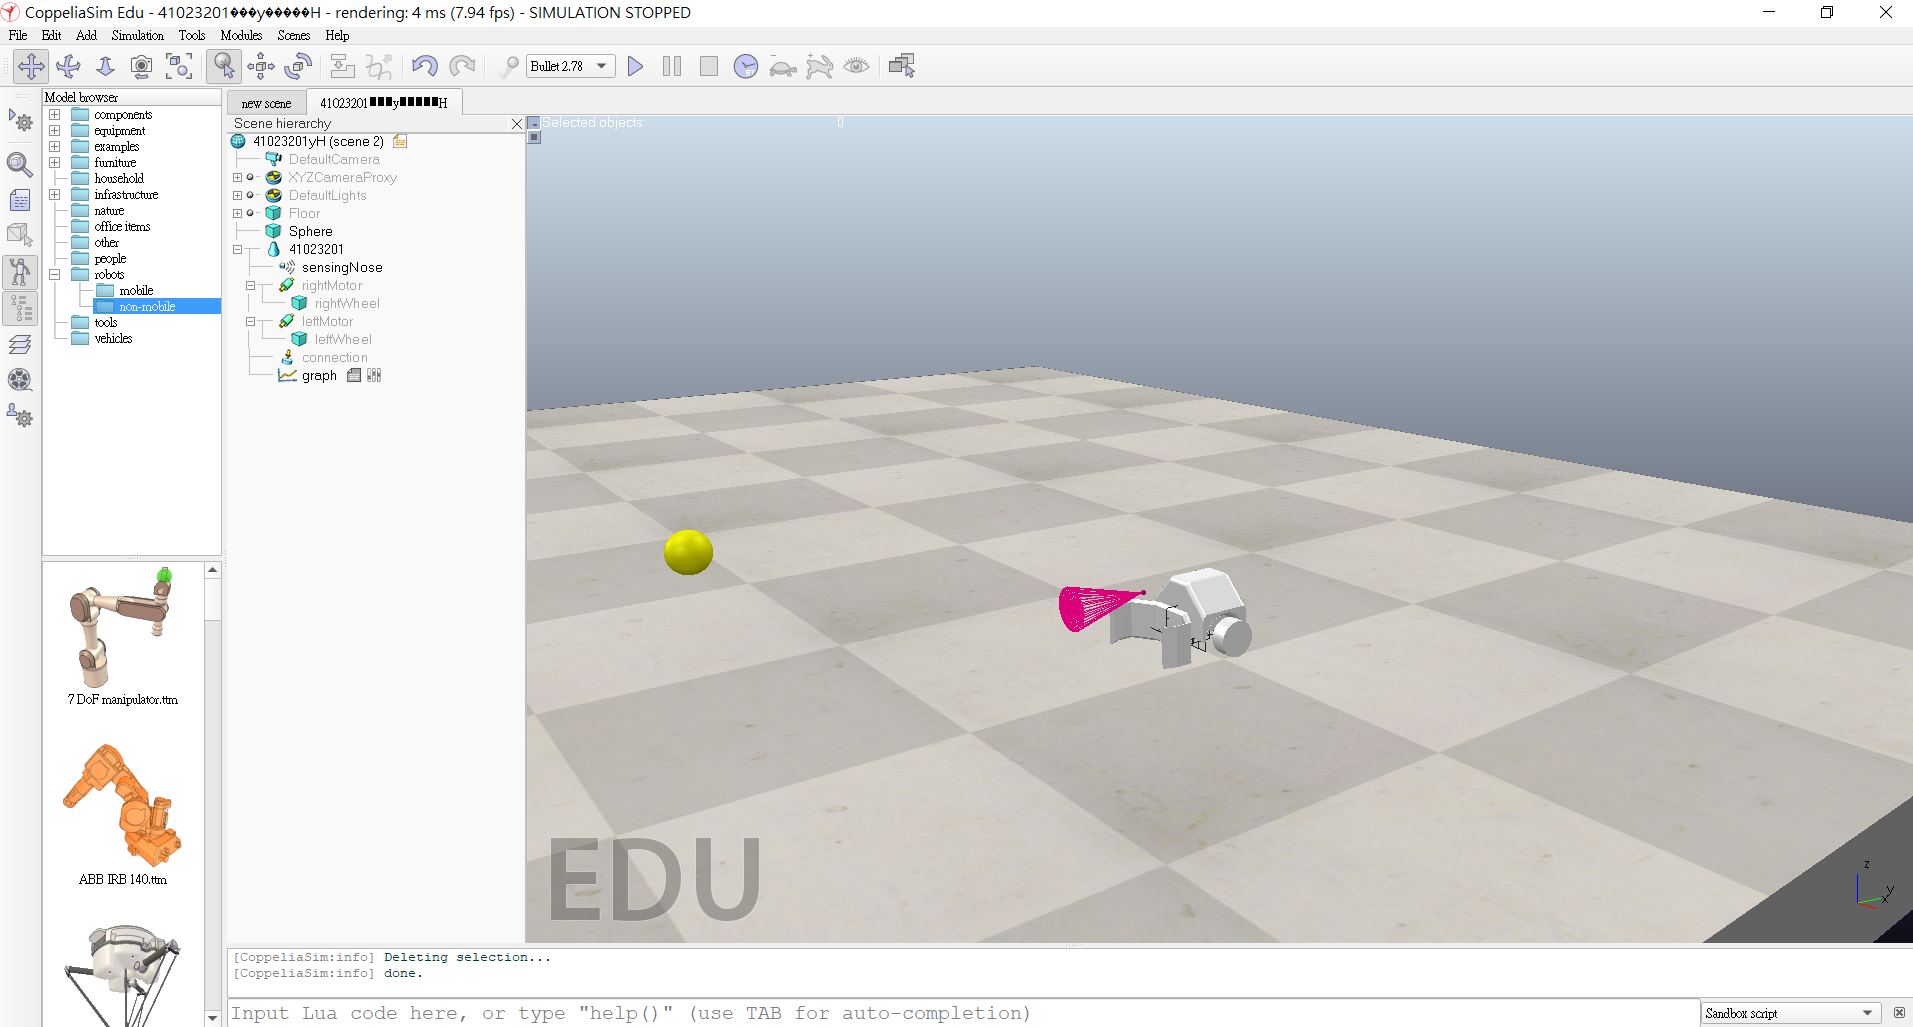 CoppeliaSim Edu - 41023201���y�����H - rendering: 4 ms (7.94 fps) - SIMULATION STOPPED
File Edit Add Simulation Tools Modules Scenes Help
Bullet 2.78
Model browser
components
equipment
examples
furniture
household
infrastructure
nature
office items
other
people
robots
mobile
non-mobile
tools
vehicles
7 DoF manipulator.ttm
ABB IRB 140.ttm
new scene
41023201■■■y■■■■■H
Scene hierarchy
41023201yH (scene 2)
DefaultCamera
XYZCameraProxy
DefaultLights
Floor
Sphere
41023201
sensingNose
rightMotor
rightWheel
leftMotor
leftWheel
connection
graph
Selected objects: 0
EDU
z
y
x
[CoppeliaSim:info] Deleting selection...
[CoppeliaSim:info] done.
Input Lua code here, or type "help()" (use TAB for auto-completion)
Sandbox script